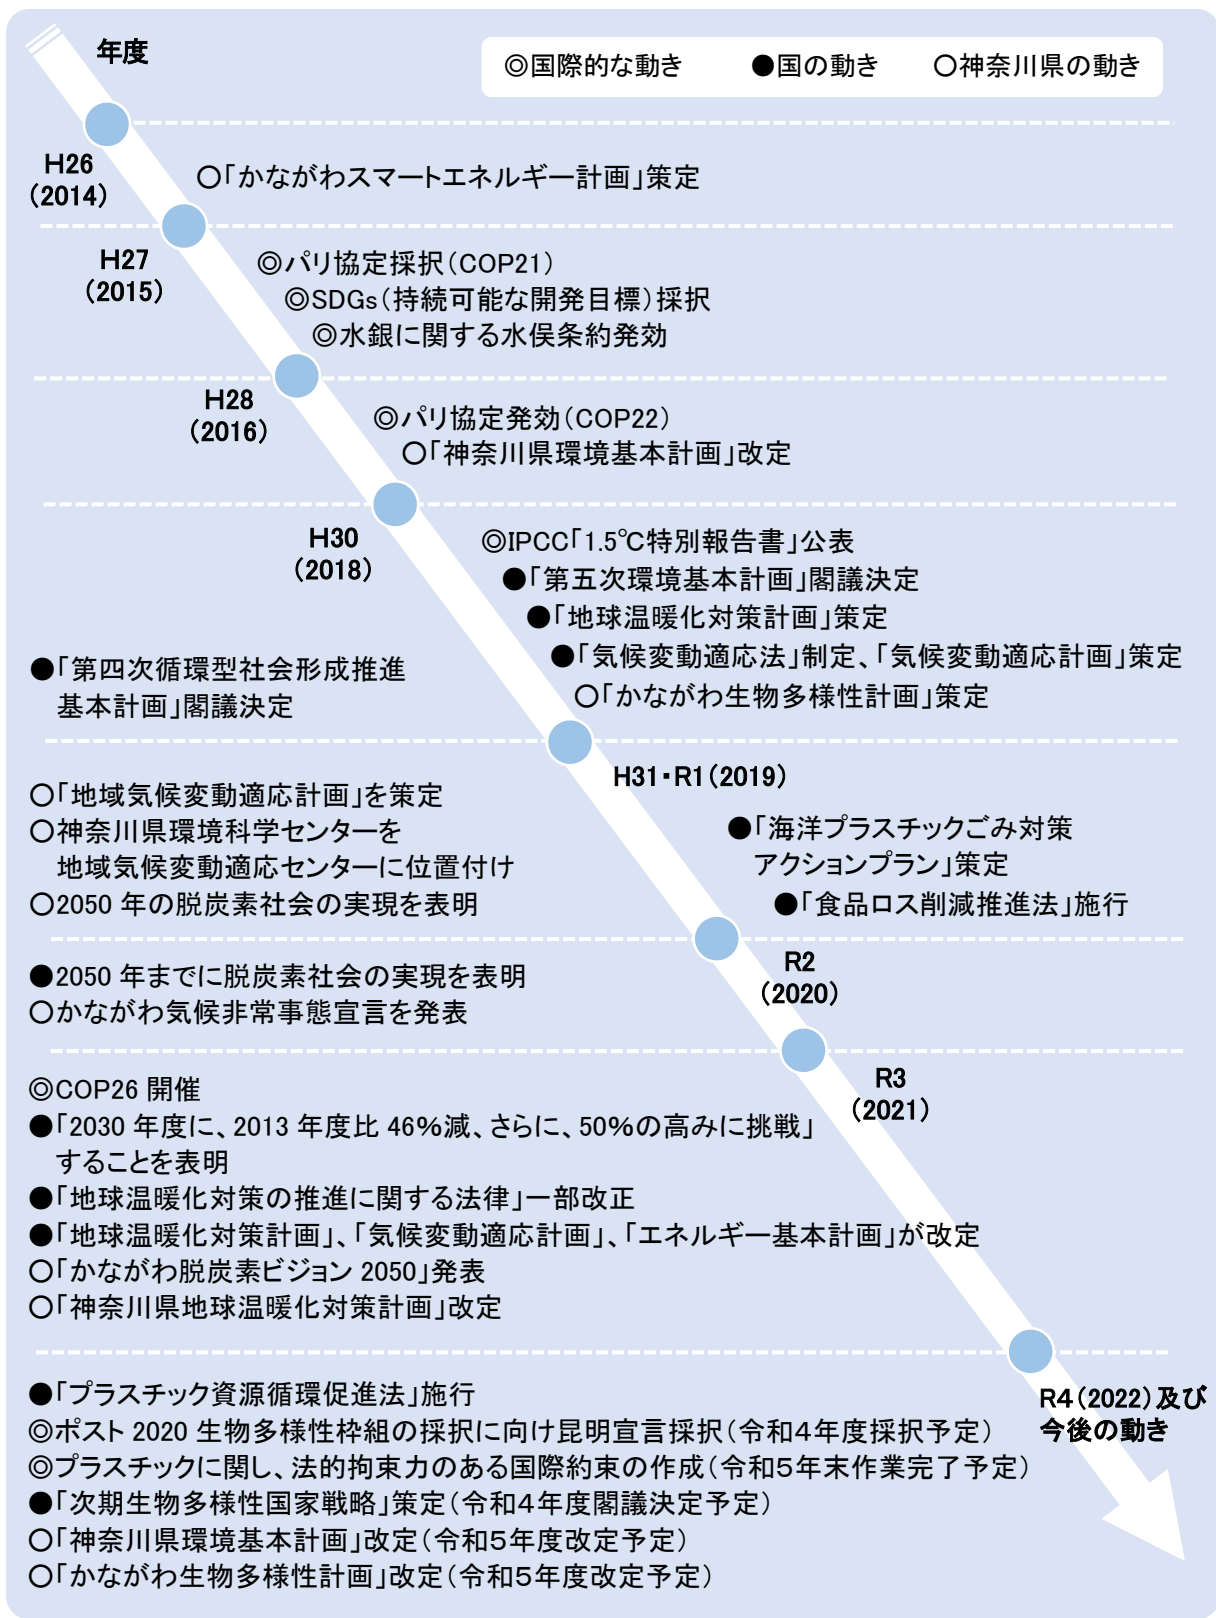 年度
◎国際的な動き ●国の動き ○神奈川県の動き
H26
(2014)
○「かながわスマートエネルギー計画」策定
H27
(2015)
◎パリ協定採択(COP21)
◎SDGs(持続可能な開発目標)採択
◎水銀に関する水俣条約発効
H28
(2016)
◎パリ協定発効(COP22)
○「神奈川県環境基本計画」改定
H30
(2018)
◎IPCC「1.5℃特別報告書」公表
●「第五次環境基本計画」閣議決定
●「地球温暖化対策計画」策定
●「気候変動適応法」制定、「気候変動適応計画」策定
○「かながわ生物多様性計画」策定
●「第四次循環型社会形成推進
基本計画」閣議決定
H31・R1(2019)
○「地域気候変動適応計画」を策定
○神奈川県環境科学センターを
地域気候変動適応センターに位置付け
○2050 年の脱炭素社会の実現を表明
●「海洋プラスチックごみ対策
アクションプラン」策定
●「食品ロス削減推進法」施行
R2
(2020)
●2050 年までに脱炭素社会の実現を表明
○かながわ気候非常事態宣言を発表
R3
(2021)
◎COP26 開催
●「2030 年度に、2013 年度比 46%減、さらに、50%の高みに挑戦」
することを表明
●「地球温暖化対策の推進に関する法律」一部改正
●「地球温暖化対策計画」、「気候変動適応計画」、「エネルギー基本計画」が改定
○「かながわ脱炭素ビジョン 2050」発表
○「神奈川県地球温暖化対策計画」改定
R4(2022)及び
今後の動き
●「プラスチック資源循環促進法」施行
◎ポスト 2020 生物多様性枠組の採択に向け昆明宣言採択(令和4年度採択予定)
◎プラスチックに関し、法的拘束力のある国際約束の作成(令和5年末作業完了予定)
●「次期生物多様性国家戦略」策定(令和4年度閣議決定予定)
○「神奈川県環境基本計画」改定(令和5年度改定予定)
○「かながわ生物多様性計画」改定(令和5年度改定予定)